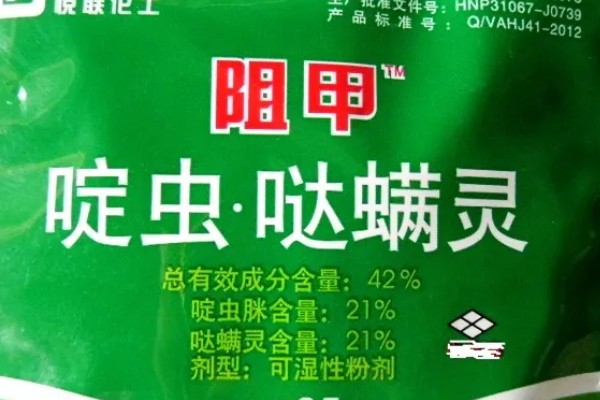 悦联化工
生产批准文件号：HNP31067-J0739
产品标准号：Q/VAHJ41-2012
阻甲™
啶虫·哒螨灵
总有效成分含量：42%
啶虫脒含量：21%
哒螨灵含量：21%
剂型：可湿性粉剂